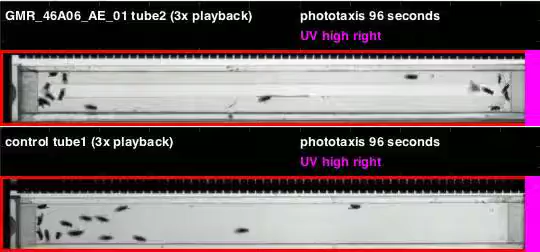 GMR_46A06_AE_01 tube2 (3x playback)
phototaxis 96 seconds
UV high right
control tube1 (3x playback)
phototaxis 96 seconds
UV high right